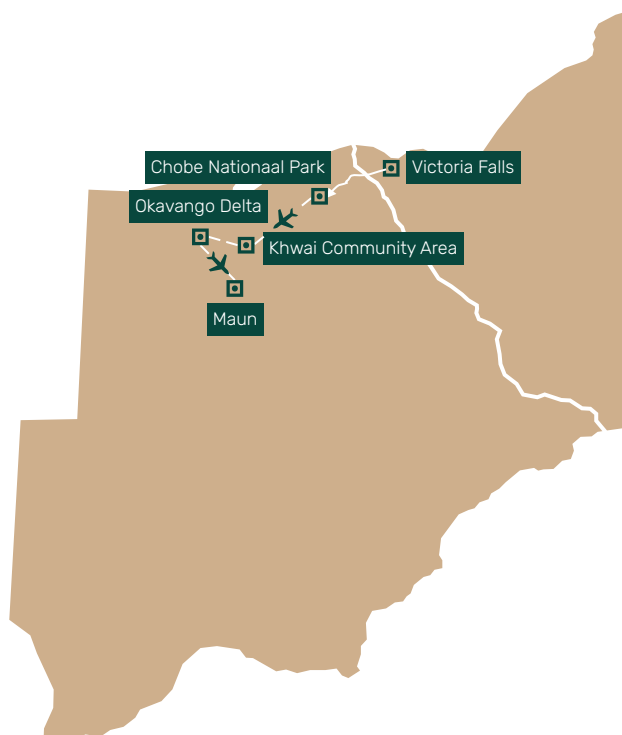 Chobe Nationaal Park
Victoria Falls
Okavango Delta
Khwai Community Area
Maun